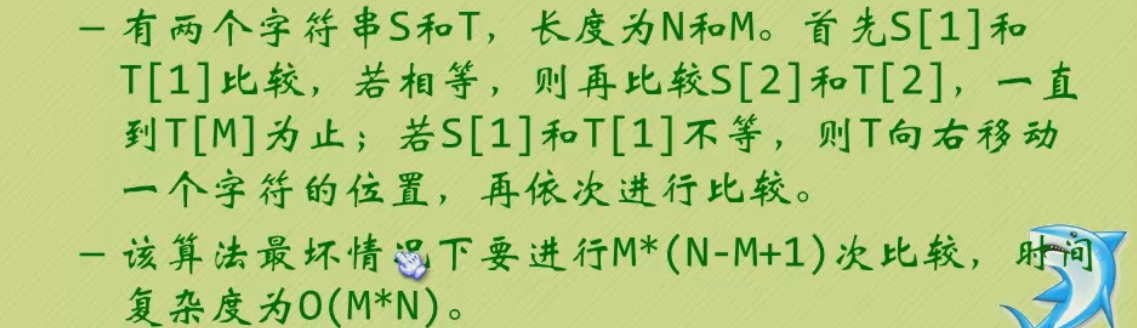 – 有两个字符串S和T，长度为N和M。首先S[1]和
T[1]比较，若相等，则再比较S[2]和T[2]，一直
到T[M]为止；若S[1]和T[1]不等，则T向右移动
一个字符的位置，再依次进行比较。
– 该算法最坏情况下要进行M*(N-M+1)次比较，时间
复杂度为O(M*N)。